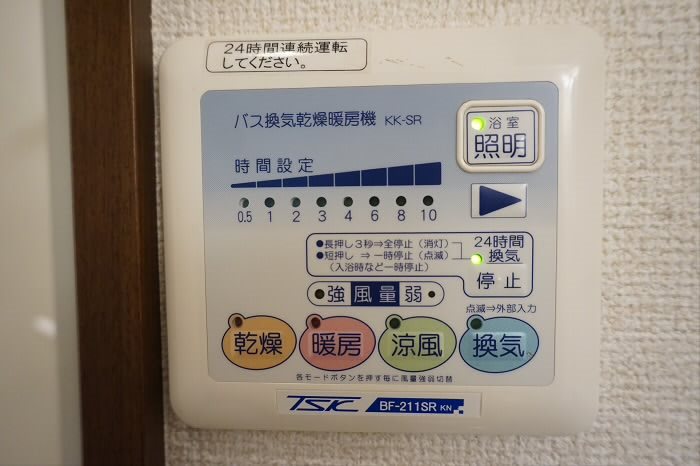 24時間連続運転
してください。
バス換気乾燥暖房機 KK-SR
浴室
照明
時間設定
0.5 1 2 3 4 6 8 10
●長押し3秒⇒全停止（消灯）
●短押し ⇒一時停止（点滅）
（入浴時など一時停止）
24時間
換気
停止
強 風量 弱
点滅⇒外部入力
乾燥 暖房 涼風 換気
各モードボタンを押す毎に風量強弱切替
TSK BF-211SR KN